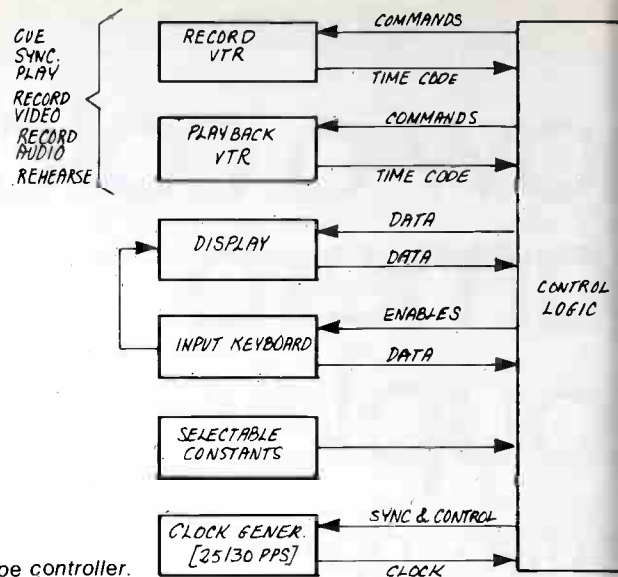 CUE
SYNC.
PLAY
RECORD
VIDEO
RECORD
AUDIO
REHEARSE
RECORD
VTR
COMMANDS
TIME CODE
PLAYBACK
VTR
COMMANDS
TIME CODE
DISPLAY
DATA
DATA
INPUT KEYBOARD
ENABLES
DATA
SELECTABLE
CONSTANTS
CLOCK GENER.
[25/30 PPS]
SYNC & CONTROL
CLOCK
CONTROL
LOGIC
pe controller.